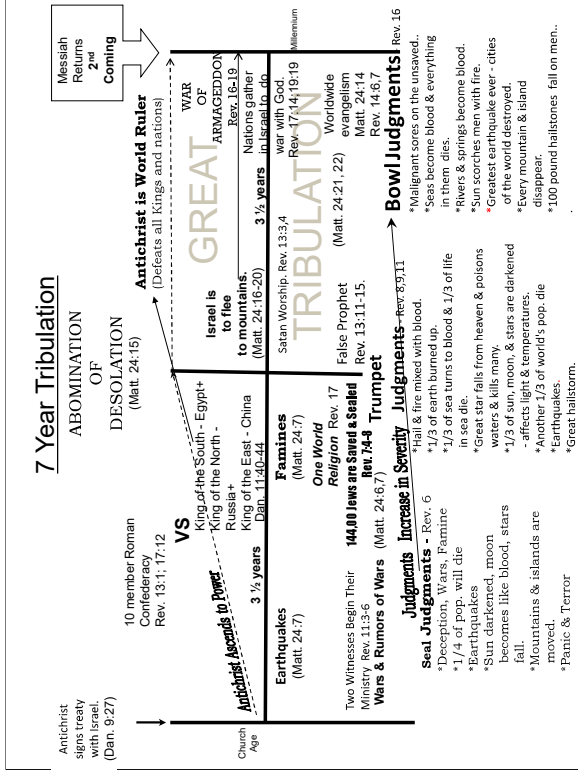 7 Year Tribulation
Antichrist
signs treaty
with Israel.
(Dan. 9:27)
10 member Roman
Confederacy
Rev. 13:1; 17:12
VS
King of the South - Egypt+
King of the North -
Russia+
King of the East - China
Dan. 11:40-44
ABOMINATION
OF
DESOLATION
(Matt. 24:15)
Antichrist is World Ruler
(Defeats all Kings and nations)
Messiah
Returns
2nd
Coming
Antichrist Ascends to Power
Church
Age
3 ½ years
Israel is
to flee
to mountains.
(Matt. 24:16-20)
GREAT
3 ½ years
WAR
OF
ARMAGEDDON
Rev. 16-19
Nations gather
in Israel to do
war with God.
Rev. 17:14;19:19
Millennium
Earthquakes
(Matt. 24:7)
Famines
(Matt. 24:7)
One World
Religion Rev. 17
Satan Worship. Rev. 13:3,4
TRIBULATION
(Matt. 24:21, 22)
False Prophet
Rev. 13:11-15.
Worldwide
evangelism
Matt. 24:14
Rev. 14:6,7
Two Witnesses Begin Their
Ministry Rev. 11:3-6
144,00 Jews are Saved & Sealed
Rev. 7:4-8
Wars & Rumors of Wars (Matt. 24:6,7)
Judgments Increase in Severity
Seal Judgments - Rev. 6
*Deception, Wars, Famine
*1/4 of pop. will die
*Earthquakes
*Sun darkened, moon
becomes like blood, stars
fall.
*Mountains & islands are
moved.
*Panic & Terror
Trumpet
Judgments - Rev. 8,9,11
*Hail & fire mixed with blood.
*1/3 of earth burned up.
*1/3 of sea turns to blood & 1/3 of life
in sea die.
*Great star falls from heaven & poisons
waters & kills many.
*1/3 of sun, moon, & stars are darkened
- affects light & temperatures.
*Another 1/3 of world's pop. die
*Earthquakes.
*Great hailstorm.
Bowl Judgments - Rev. 16
*Malignant sores on the unsaved..
*Seas become blood & everything
in them dies.
*Rivers & springs become blood.
*Sun scorches men with fire.
*Greatest earthquake ever - cities
of the world destroyed.
*Every mountain & island
disappear.
*100 pound hailstones fall on men..
.